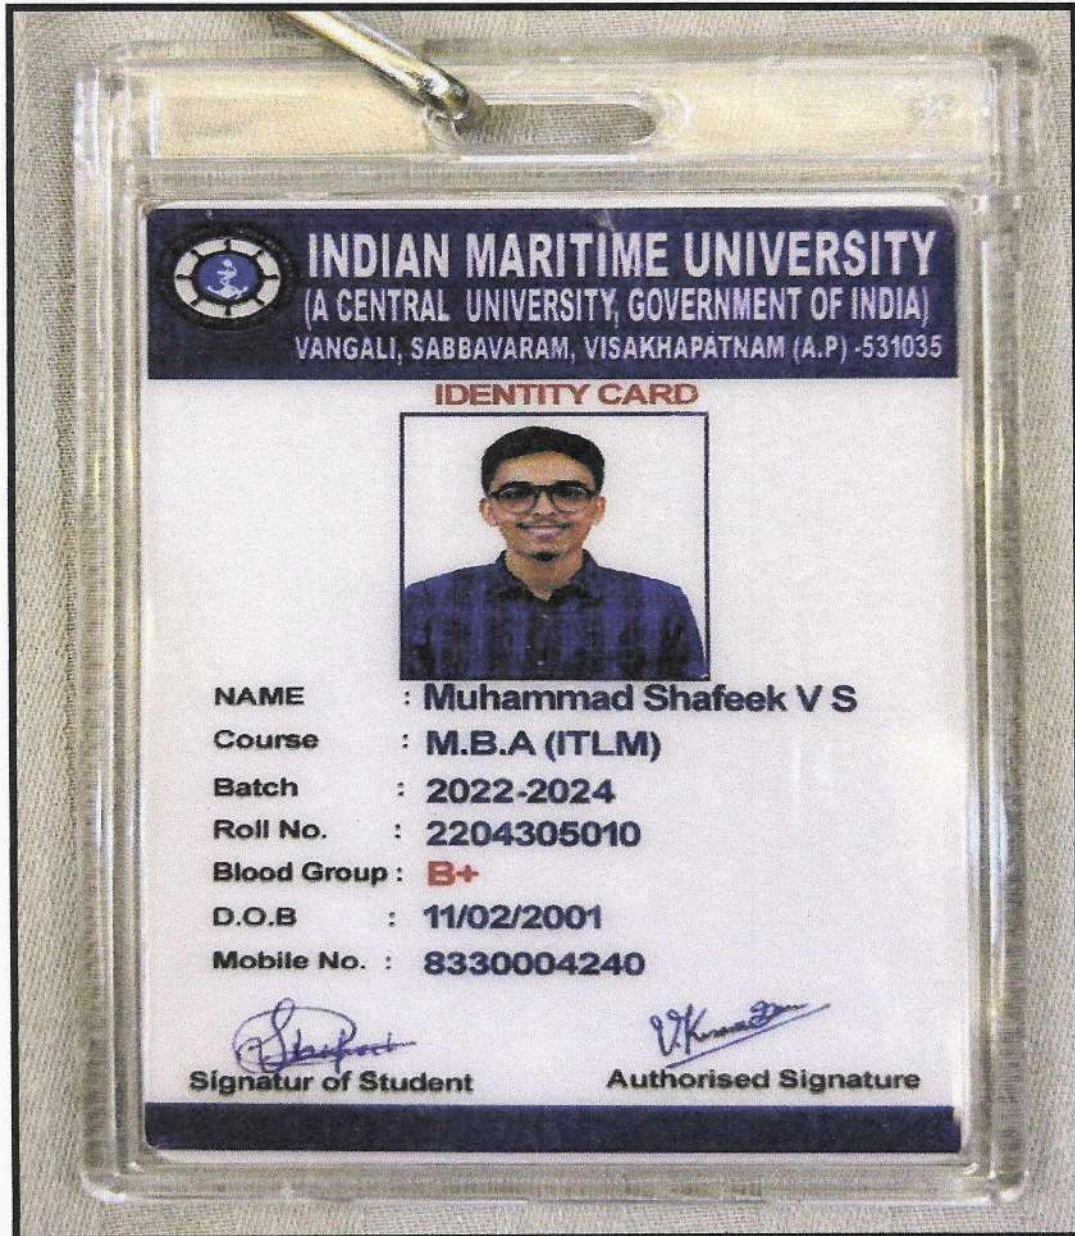 INDIAN MARITIME UNIVERSITY
(A CENTRAL UNIVERSITY, GOVERNMENT OF INDIA)
VANGALI, SABBAVARAM, VISAKHAPATNAM (A.P) -531035
IDENTITY CARD
NAME : Muhammad Shafeek V S
Course : M.B.A (ITLM)
Batch : 2022-2024
Roll No. : 2204305010
Blood Group : B+
D.O.B : 11/02/2001
Mobile No. : 8330004240
Signatur of Student Authorised Signature